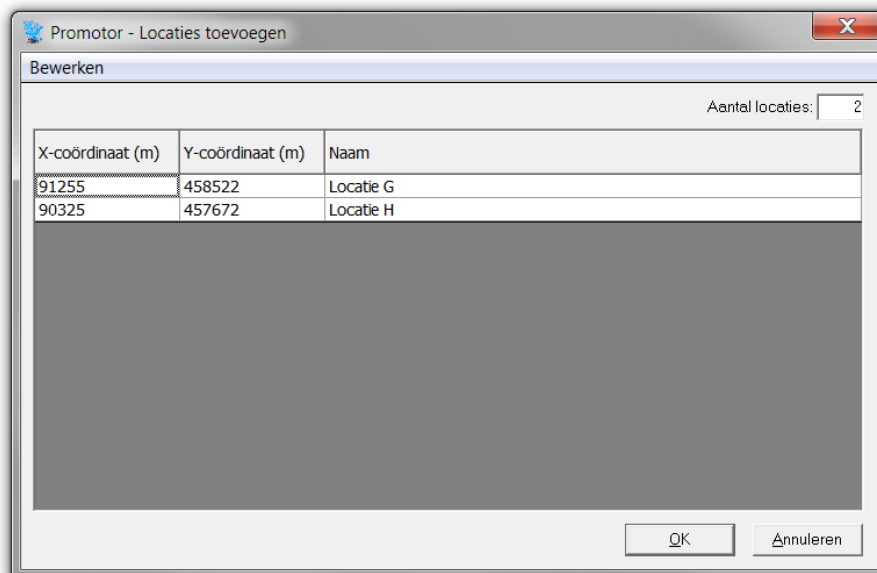 Promotor - Locaties toevoegen
X
Bewerken
Aantal locaties: 2
X-coördinaat (m) Y-coördinaat (m) Naam
91255 458522 Locatie G
90325 457672 Locatie H
OK Annuleren